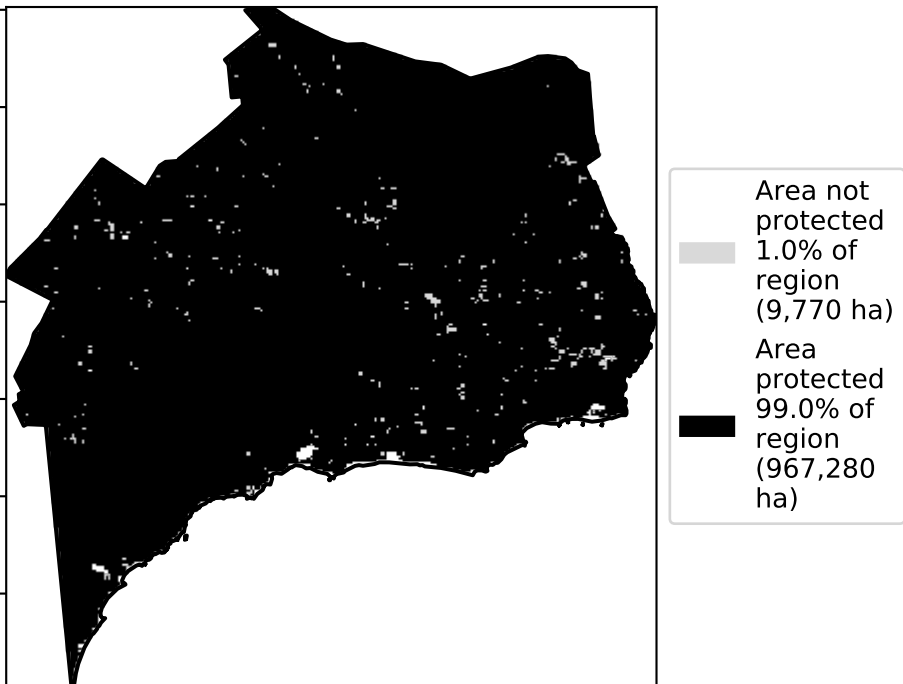 Area not
protected
1.0% of
region
(9,770 ha)
Area
protected
99.0% of
region
(967,280
ha)